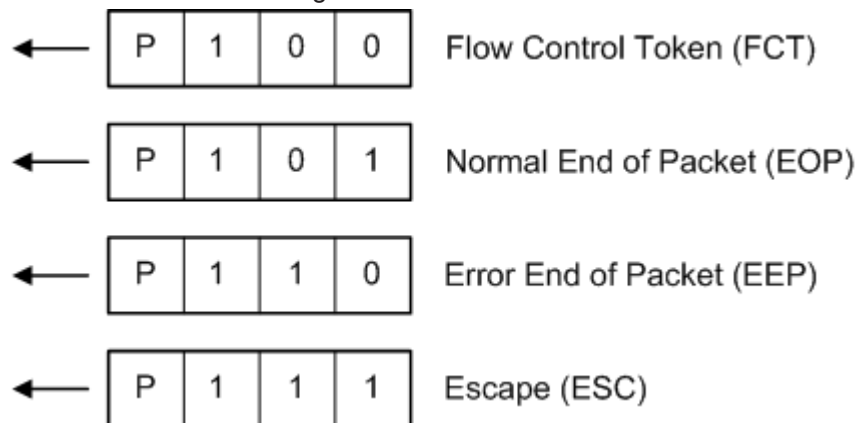 P 1 0 0 Flow Control Token (FCT)
P 1 0 1 Normal End of Packet (EOP)
P 1 1 0 Error End of Packet (EEP)
P 1 1 1 Escape (ESC)